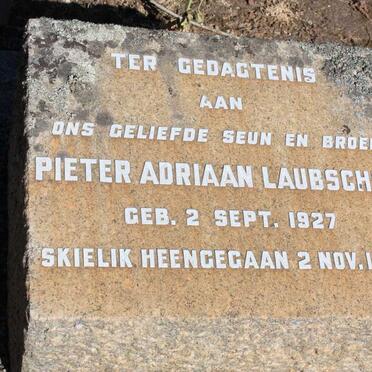 TER GEDAGTENIS
AAN
ONS GELIEFDE SEUN EN BROE
PIETER ADRIAAN LAUBSCH
GEB. 2 SEPT. 1927
SKIELIK HEENGEGAAN 2 NOV. 1